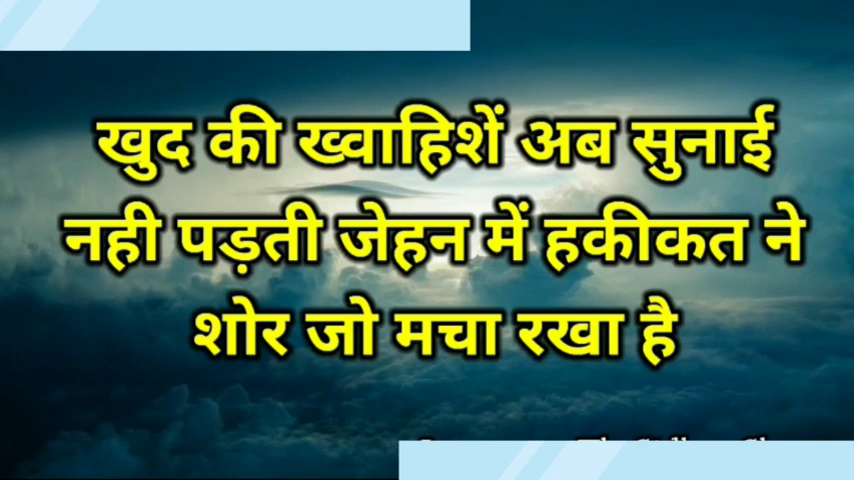 खुद की ख्वाहिशें अब सुनाई
नही पड़ती जेहन में हकीकत ने
शोर जो मचा रखा है